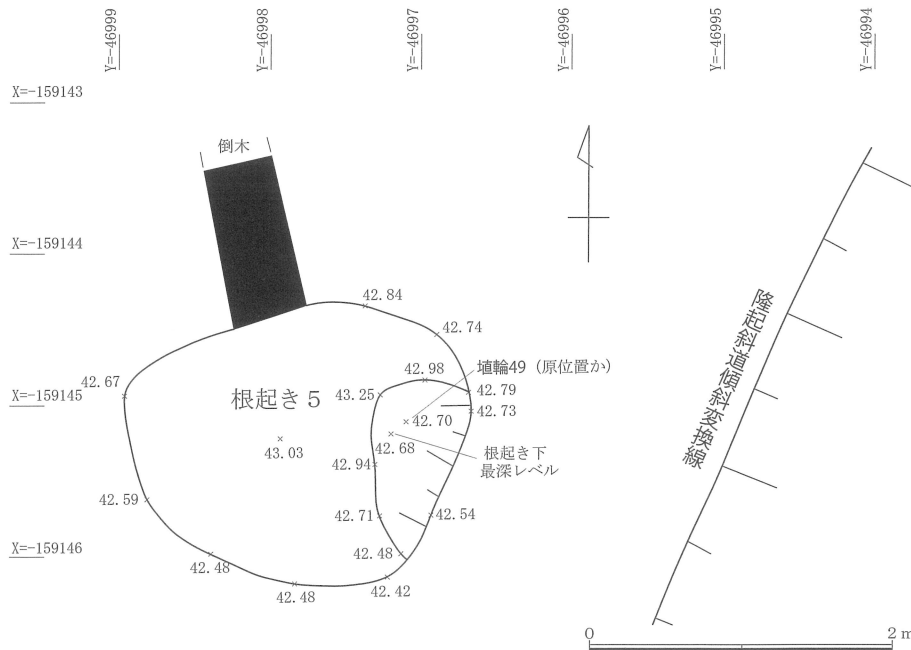 Y=-46999
Y=-46998
Y=-46997
Y=-46996
Y=-46995
Y=-46994
X=-159143
倒木
X=-159144
42.84
42.74
埴輪49（原位置か）
42.98
42.67
42.79
X=-159145
根起き５
43.25
42.73
42.70
42.68
43.03
根起き下
最深レベル
42.94
42.59
42.71
42.54
X=-159146
42.48
42.48
42.48
42.42
隆起斜道傾斜変換線
0
2 m